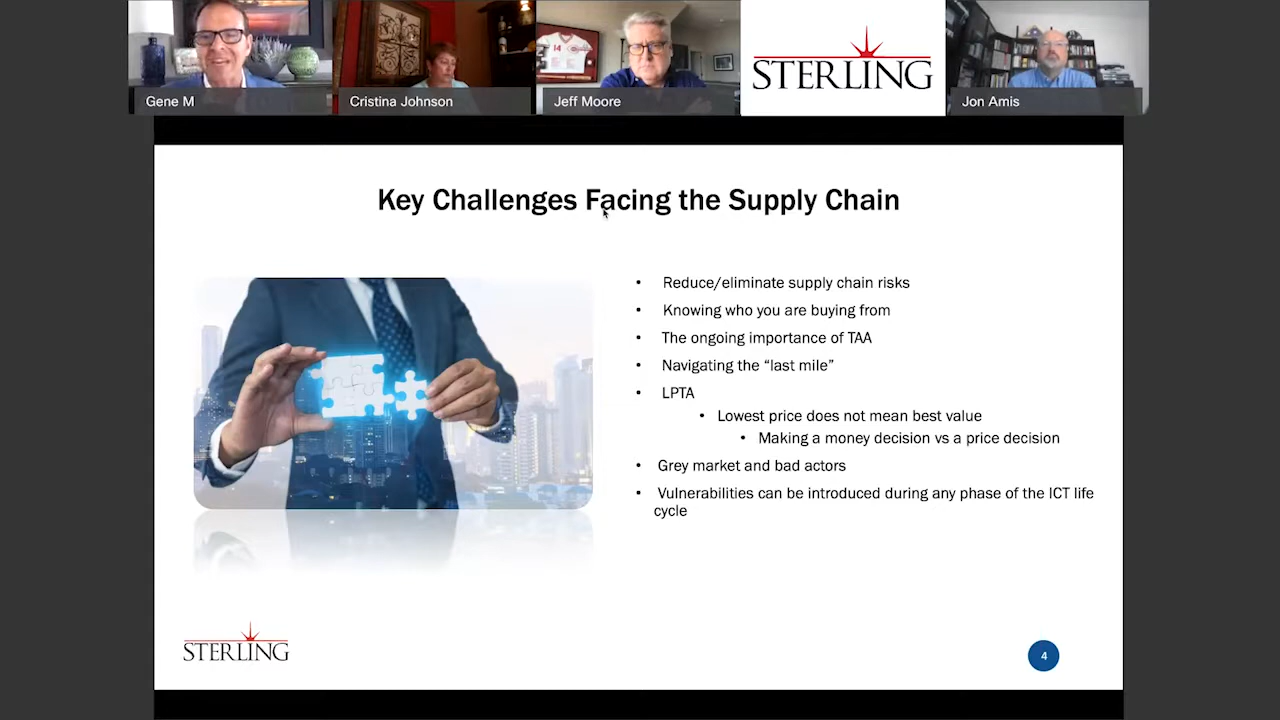 Gene M
Cristina Johnson
Jeff Moore
STERLING
Jon Amis
Key Challenges Facing the Supply Chain
• Reduce/eliminate supply chain risks
• Knowing who you are buying from
• The ongoing importance of TAA
• Navigating the “last mile”
• LPTA
• Lowest price does not mean best value
• Making a money decision vs a price decision
• Grey market and bad actors
• Vulnerabilities can be introduced during any phase of the ICT life
cycle
STERLING
4
14